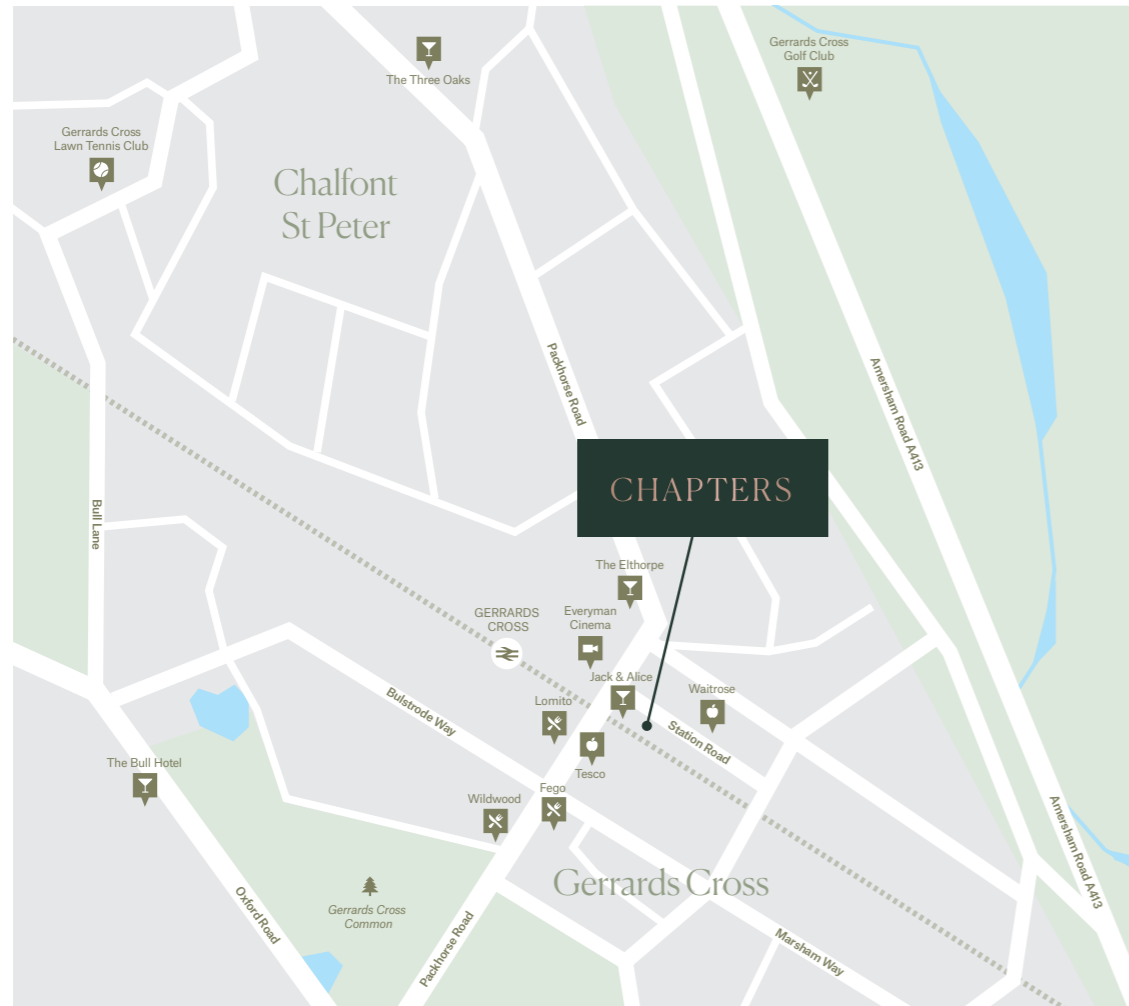 Gerrards Cross
Golf Club
The Three Oaks
Gerrards Cross
Lawn Tennis Club
Chalfont
St Peter
Packhorse Road
Amersham Road A413
CHAPTERS
Bull Lane
The Elthorpe
GERRARDS
CROSS
Everyman
Cinema
Jack & Alice
Waitrose
Lomito
Bulstrode Way
Station Road
The Bull Hotel
Tesco
Fego
Wildwood
Amersham Road A413
Gerrards Cross
Gerrards Cross
Common
Oxford Road
Packhorse Road
Marsham Way